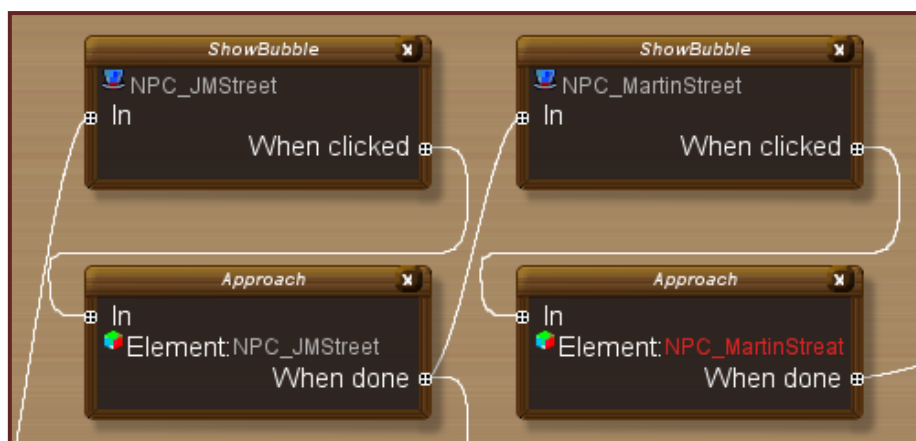 ShowBubble
NPC_JMStreet
In
When clicked
ShowBubble
NPC_MartinStreet
In
When clicked
Approach
In
Element:NPC_JMStreet
When done
Approach
In
Element:NPC_MartinStreat
When done